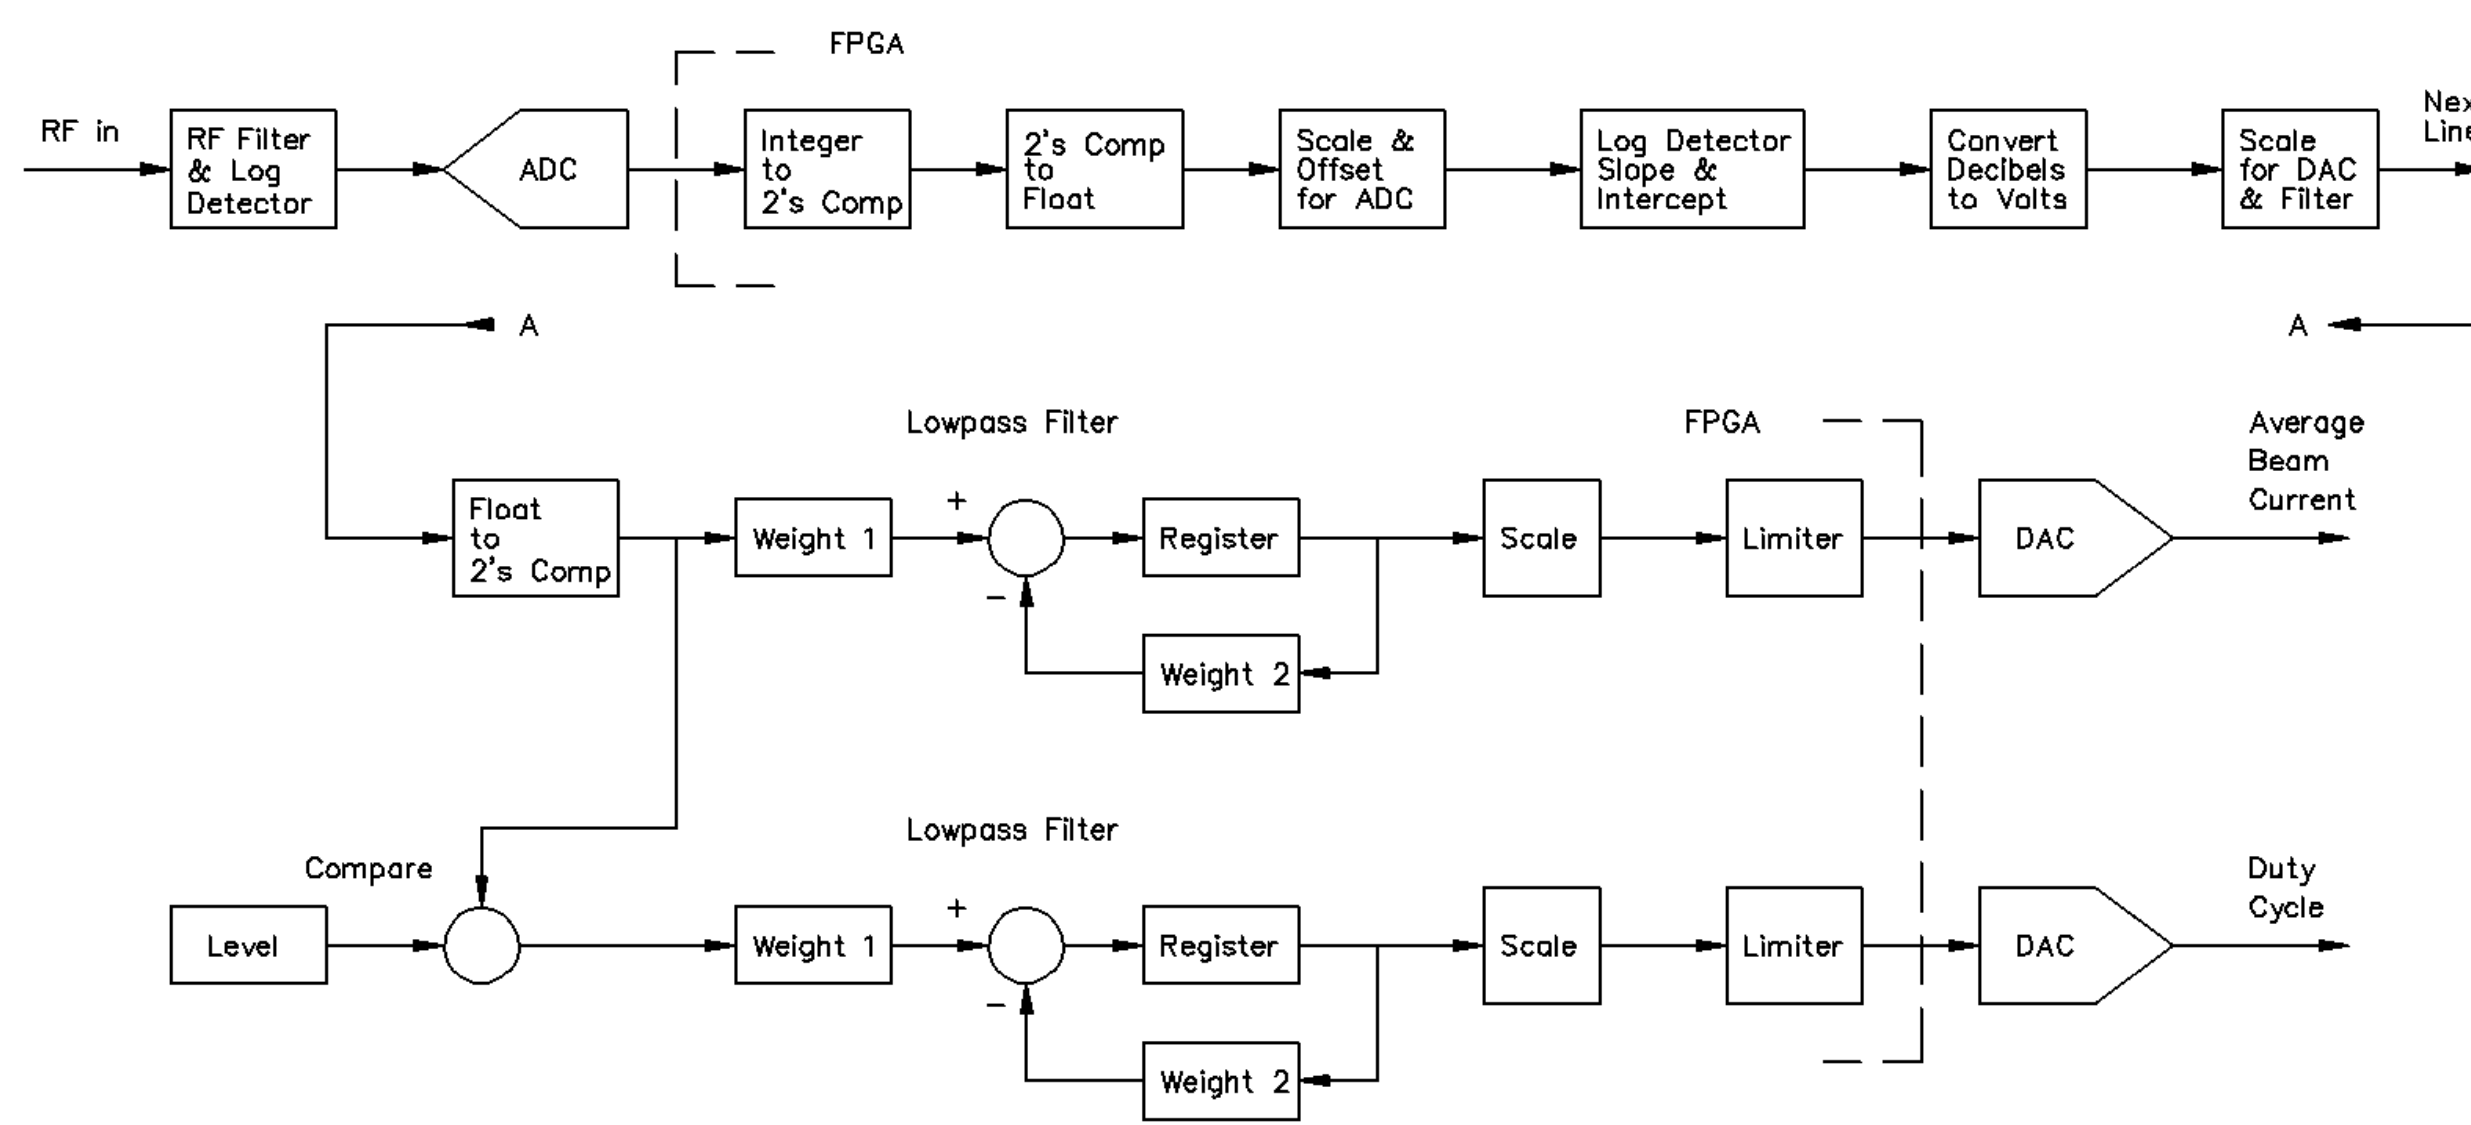 FPGA
RF in
RF Filter
& Log
Detector
ADC
Integer
to
2's Comp
2's Comp
to
Float
Scale &
Offset
for ADC
Log Detector
Slope &
Intercept
Convert
Decibels
to Volts
Scale
for DAC
& Filter
Nex
Line
A
A
Lowpass Filter
FPGA
Average
Beam
Current
Float
to
2's Comp
Weight 1
+
Register
Scale
Limiter
DAC
−
Weight 2
Lowpass Filter
Compare
Duty
Cycle
Level
Weight 1
+
Register
Scale
Limiter
DAC
−
Weight 2